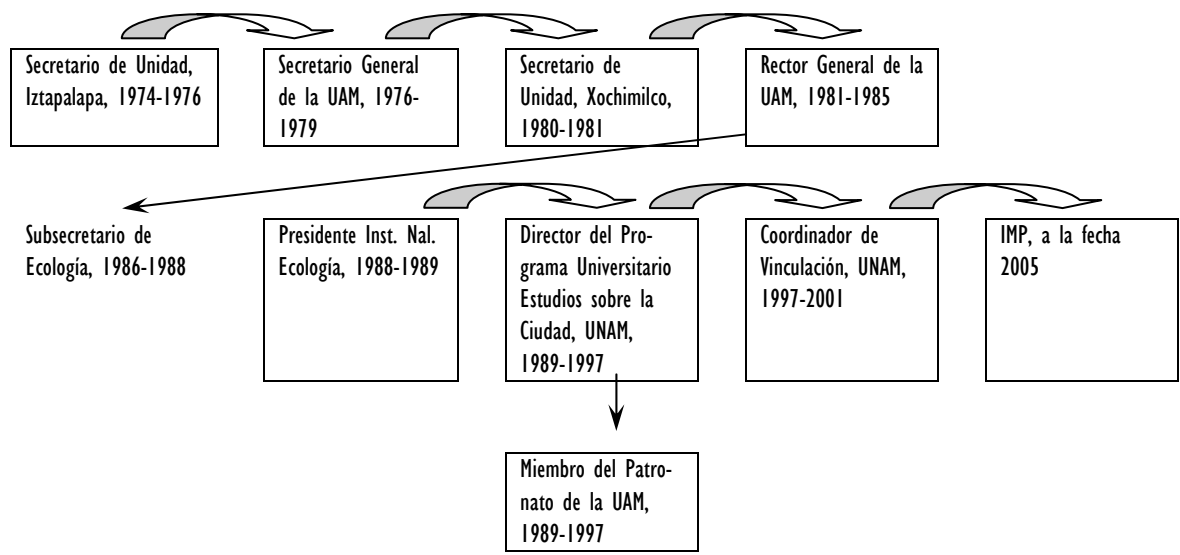 Secretario de Unidad,
Iztapalapa, 1974-1976
Secretario General
de la UAM, 1976-
1979
Secretario de
Unidad, Xochimilco,
1980-1981
Rector General de la
UAM, 1981-1985
Subsecretario de
Ecología, 1986-1988
Presidente Inst. Nal.
Ecología, 1988-1989
Director del Pro-
grama Universitario
Estudios sobre la
Ciudad, UNAM,
1989-1997
Coordinador de
Vinculación, UNAM,
1997-2001
IMP, a la fecha
2005
Miembro del Patro-
nato de la UAM,
1989-1997